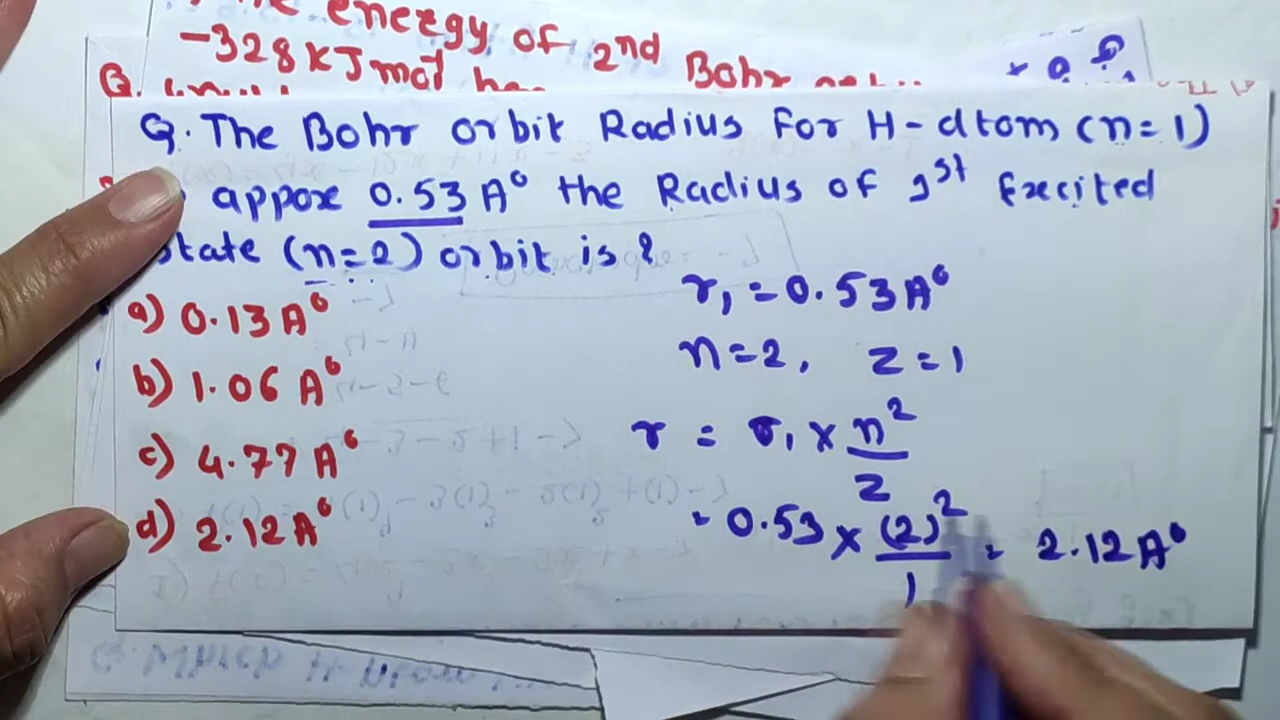 energy of 2nd
-328 KJ mol Bohr
Q.
Q. The Bohr orbit Radius for H-atom (n=1)
appox 0.53 A° the Radius of 1st Excited
state (n=2) orbit is ?
a) 0.13 A°
b) 1.06 A°
c) 4.77 A°
d) 2.12 A°
r₁ = 0.53 A°
n=2, z=1
r = r₁ × n²/z
= 0.53 × (2)²/1 = 2.12 A°